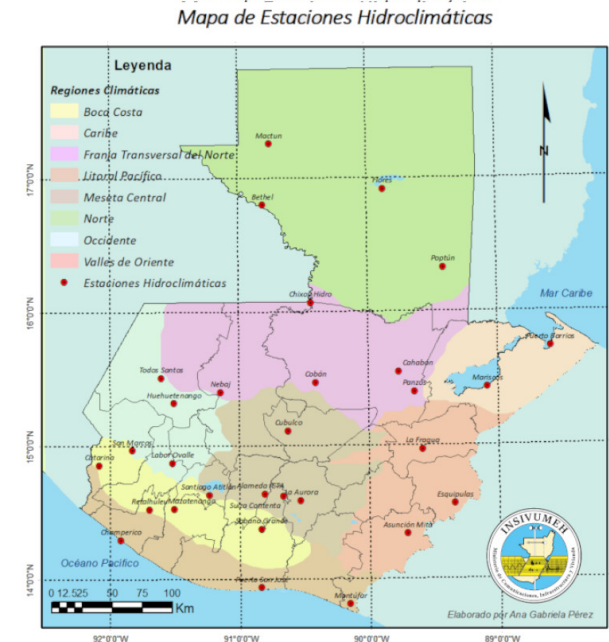 Mapa de Estaciones Hidroclimáticas
Leyenda
Regiones Climáticas
Boca Costa
Caribe
Franja Transversal del Norte
Litoral Pacífico
Meseta Central
Norte
Occidente
Valles de Oriente
Estaciones Hidroclimáticas
N
Mactun
17°0'0"N
Flores
Bethel
Poptún
Chixoy Hidro
Mar Caribe
16°0'0"N
Puerto Barrios
Todos Santos
Cahabón
Nebaj
Cobán
Panzós
Mariscos
Huehuetenango
Cubulco
15°0'0"N
San Marcos
La Fragua
Catarina
Labor Ovalle
Santiago Atitlán
Alameda ICTA
La Aurora
Esquipulas
Retalhuleu
Mazatenango
Suiza Contenta
Sabana Grande
Asunción Mita
INSIVUMEH
Champerico
Océano Pacífico
14°0'0"N
Puerto San José
Montúfar
0 12.525 50 75 100
Km
Elaborado por Ana Gabriela Pérez
92°0'0"W
91°0'0"W
90°0'0"W
89°0'0"W